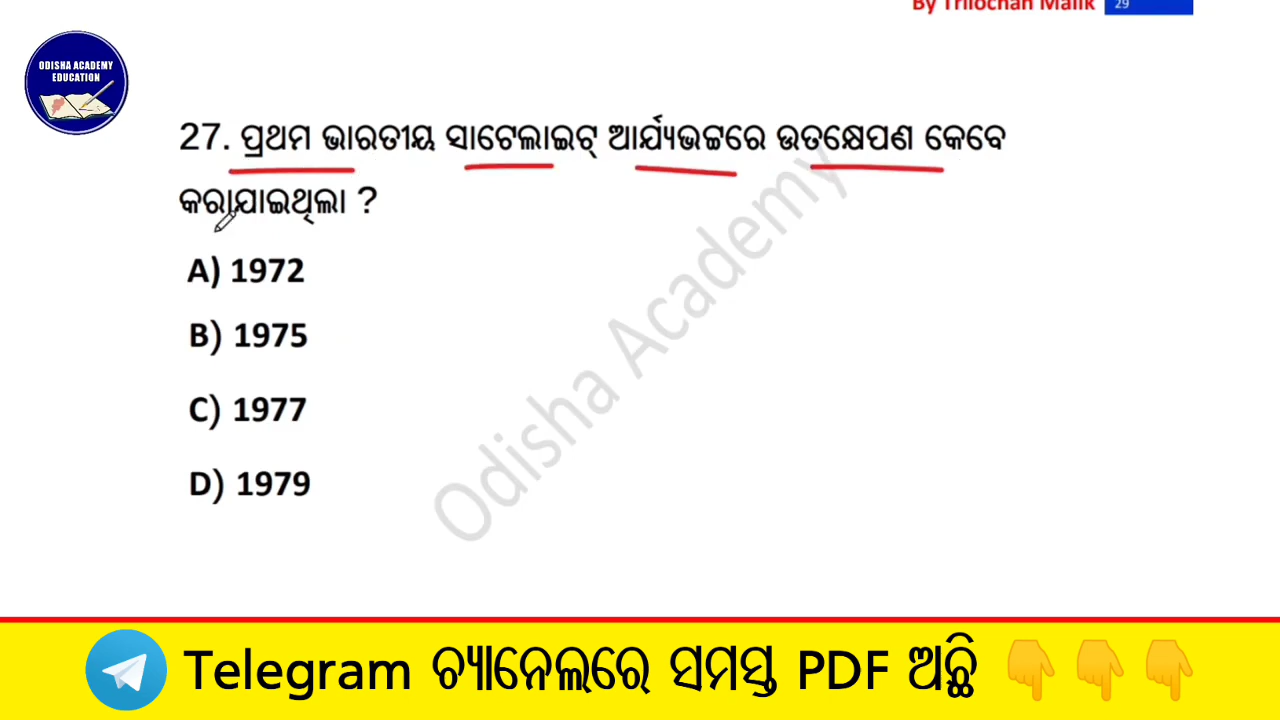 By Trilochan Malik 29
ODISHA ACADEMY
EDUCATION
27. ପ୍ରଥମ ଭାରତୀୟ ସାଟେଲାଇଟ୍ ଆର୍ଯ୍ୟଭଟ୍ଟରେ ଉତକ୍ଷେପଣ କେବେ
କରାଯାଇଥିଲା ?
A) 1972
B) 1975
C) 1977
D) 1979
Odisha Academy
Telegram ଚ୍ୟାନେଲରେ ସମସ୍ତ PDF ଅଛି 👇👇👇